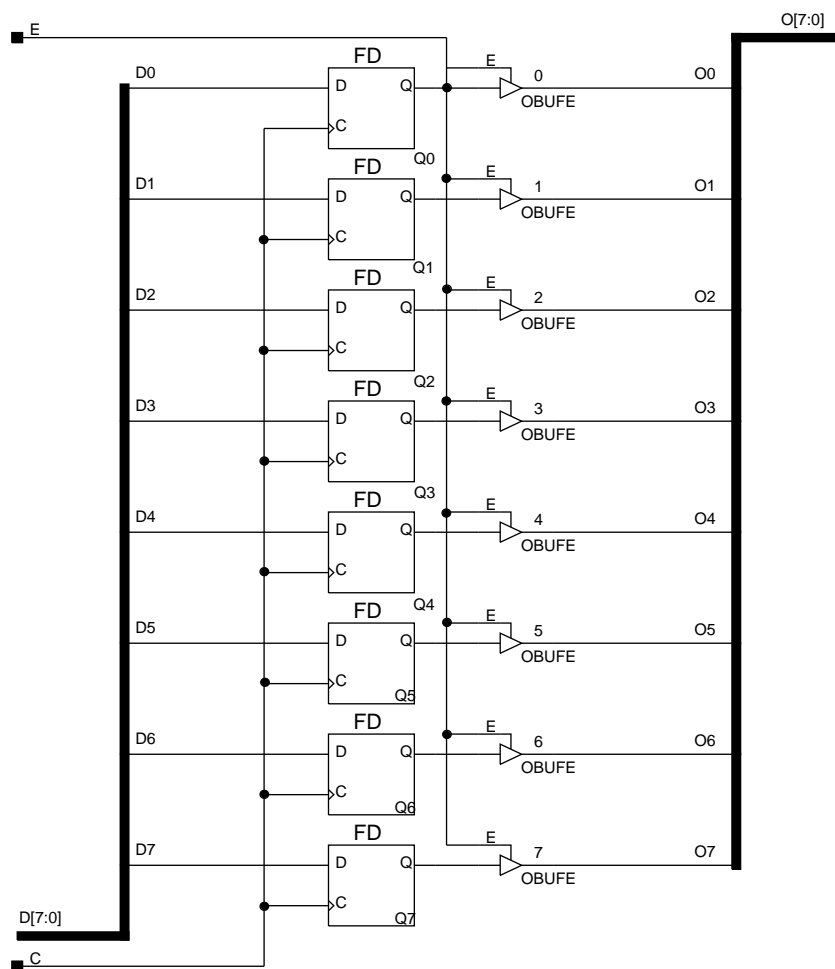 E
O[7:0]
FD
D0 D Q E 0 O0
OBUFE
C
Q0
FD
D1 D Q E 1 O1
OBUFE
C
Q1
FD
D2 D Q E 2 O2
OBUFE
C
Q2
FD
D3 D Q E 3 O3
OBUFE
C
Q3
FD
D4 D Q E 4 O4
OBUFE
C
Q4
FD
D5 D Q E 5 O5
OBUFE
C
Q5
FD
D6 D Q E 6 O6
OBUFE
C
Q6
FD
D7 D Q E 7 O7
OBUFE
C
Q7
D[7:0]
C